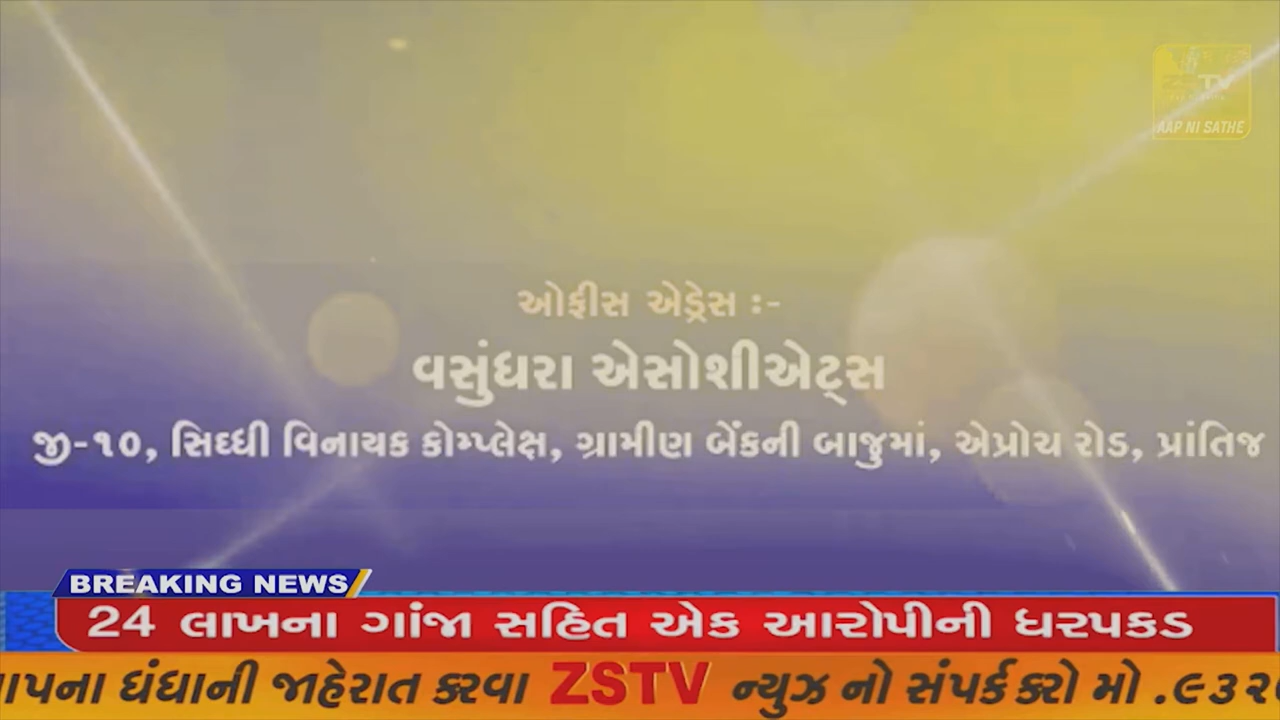 ZSTV
AAP NI SATHE
ઓફીસ એડ્રેસ :-
વસુંધરા એસોશીએટ્સ
જી-૧૦, સિધ્ધી વિનાયક કોમ્પ્લેક્ષ, ગ્રામીણ બેંકની બાજુમાં, એપ્રોચ રોડ, પ્રાંતિજ
BREAKING NEWS
24 લાખના ગાંજા સહિત એક આરોપીની ધરપકડ
ધંધાની જાહેરાત કરવા ZSTV ન્યુઝ નો સંપર્ક કરો મો .૯૩૨